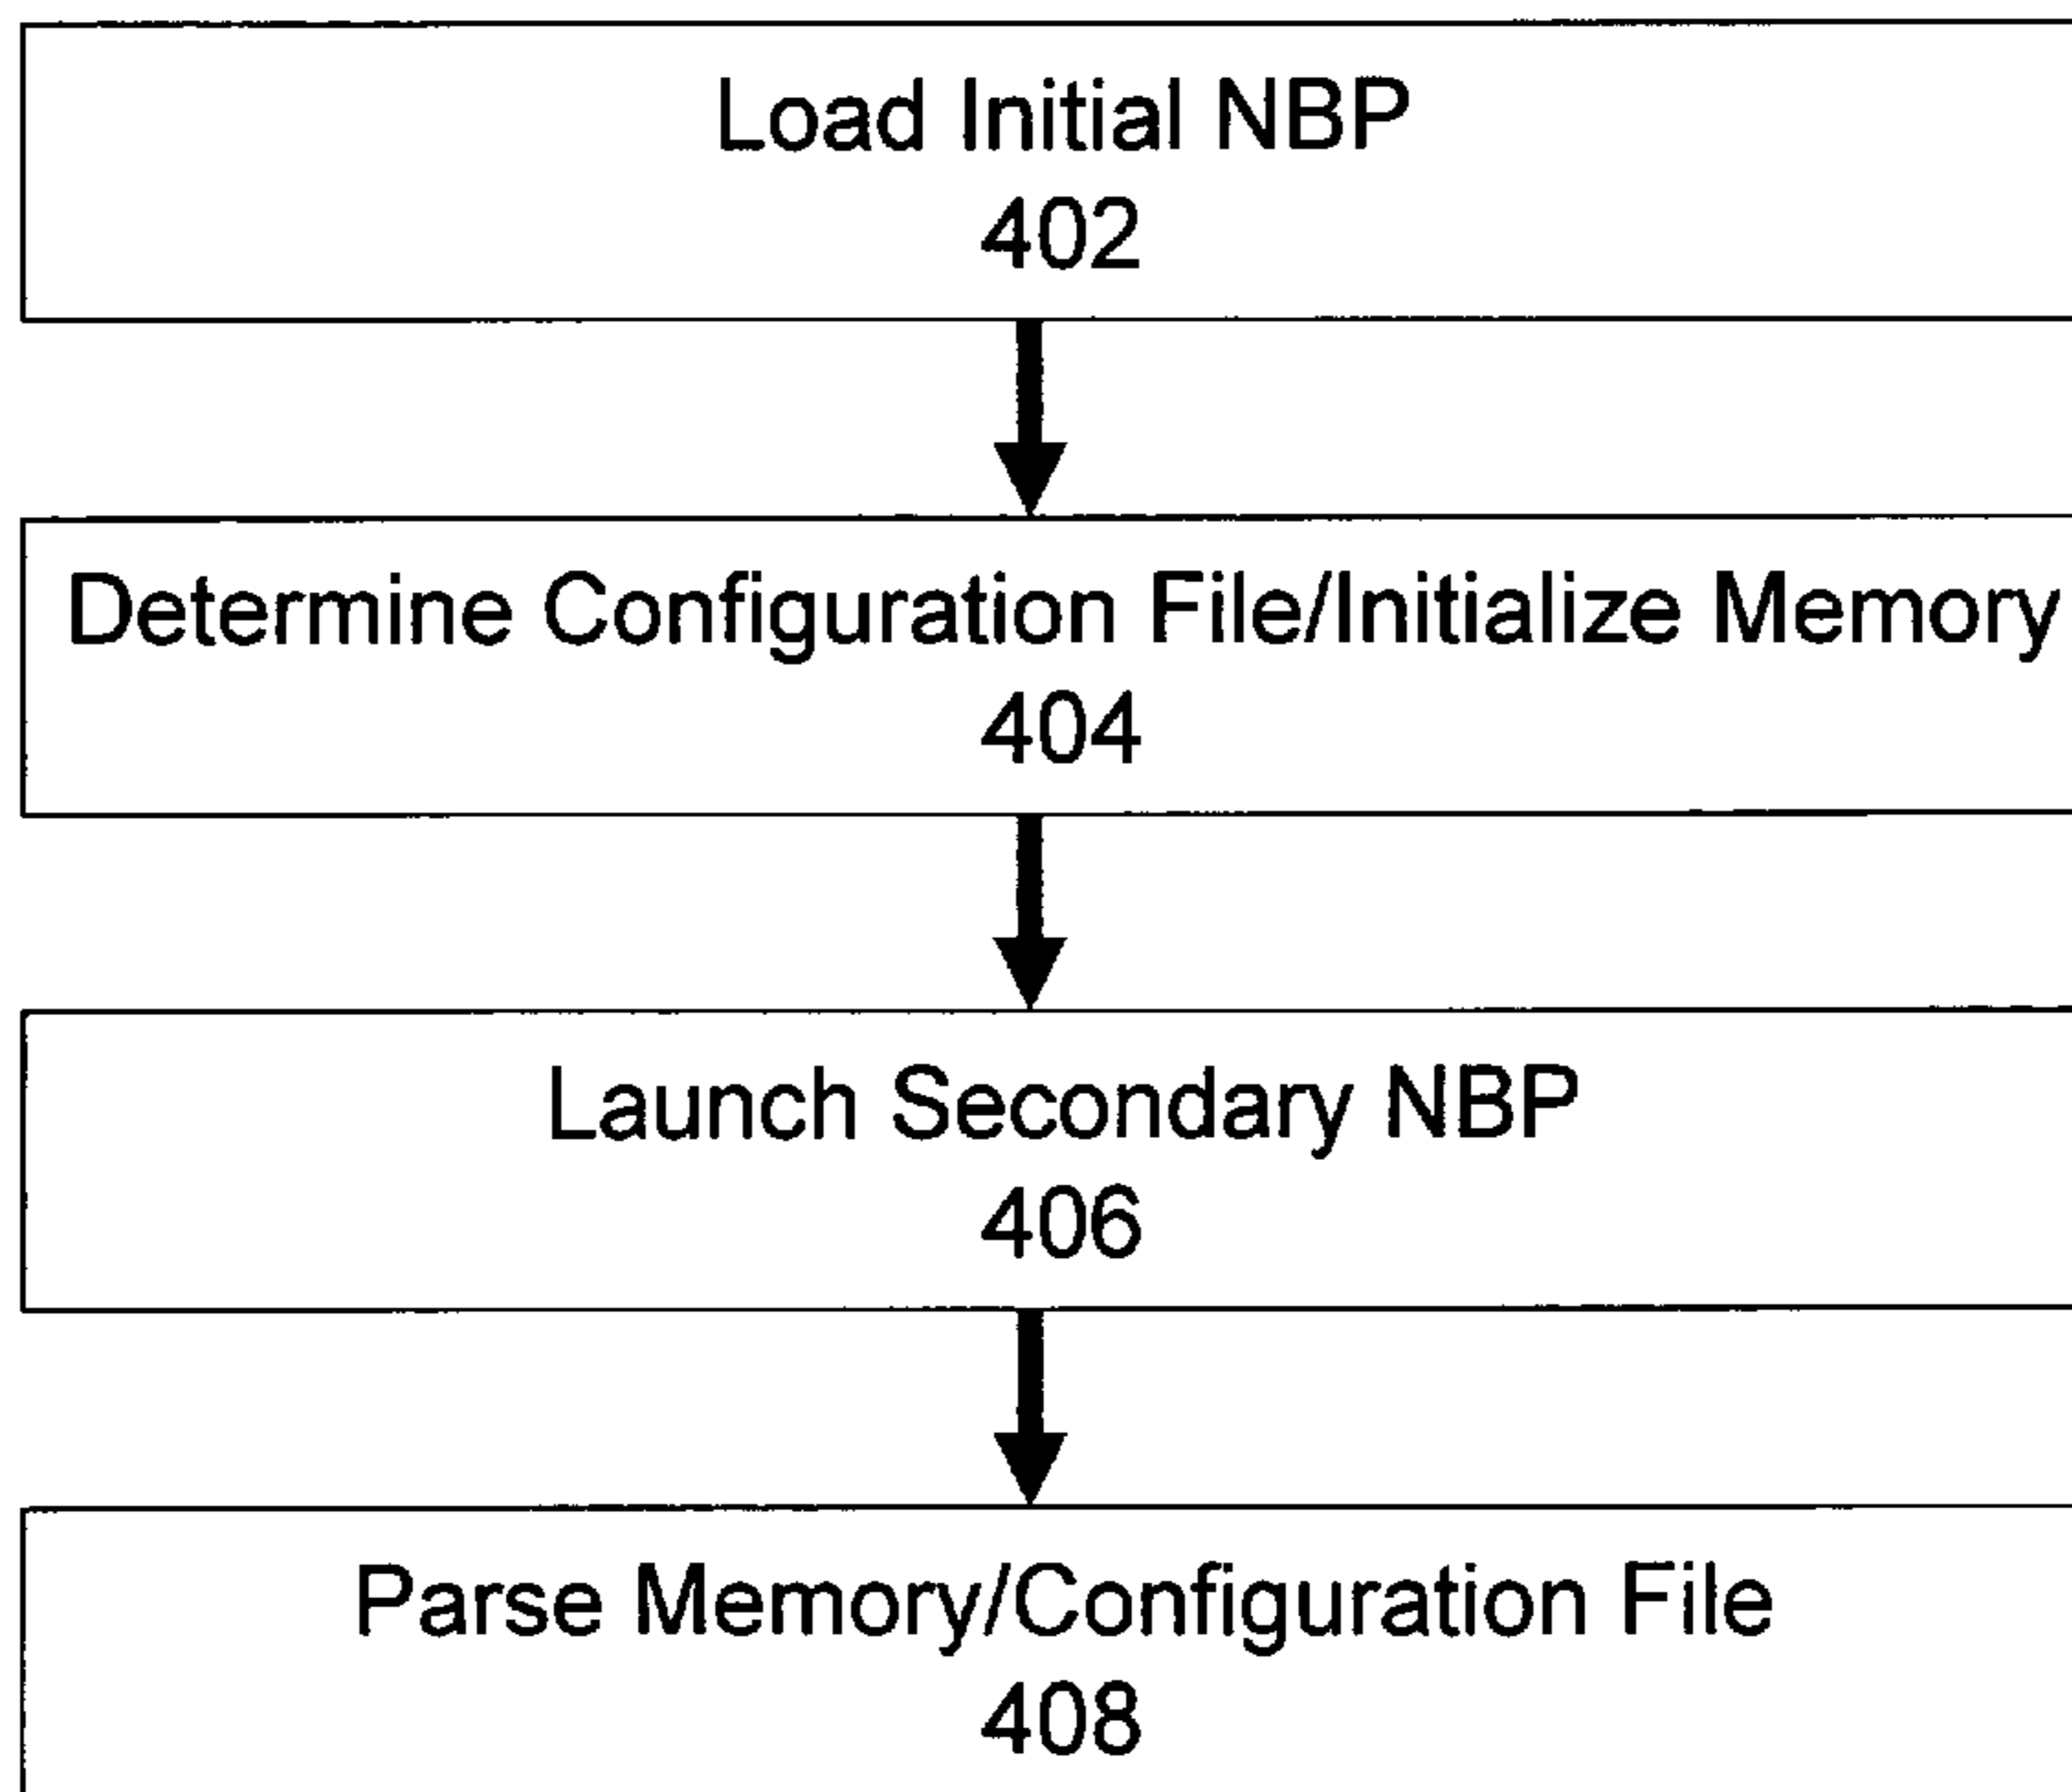 Load Initial NBP
402
Determine Configuration File/Initialize Memory
404
Launch Secondary NBP
406
Parse Memory/Configuration File
408